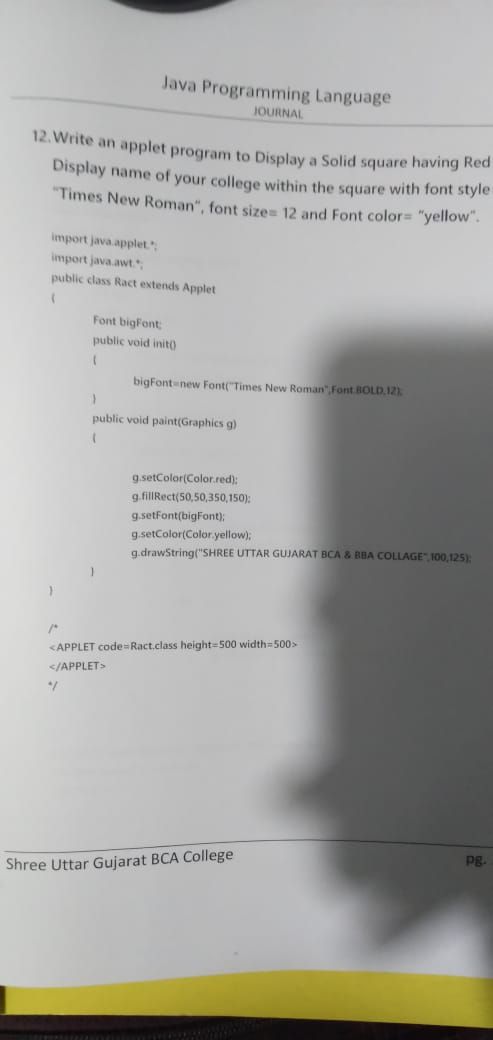 Java Programming Language
JOURNAL
12. Write an applet program to Display a Solid square having Red
Display name of your college within the square with font style
"Times New Roman", font size= 12 and Font color= "yellow".
import java.applet.*;
import java.awt.*;
public class Ract extends Applet
{
Font bigFont;
public void init()
{
bigFont=new Font("Times New Roman",Font.BOLD,12);
}
public void paint(Graphics g)
{
g.setColor(Color.red);
g.fillRect(50,50,350,150);
g.setFont(bigFont);
g.setColor(Color.yellow);
g.drawString("SHREE UTTAR GUJARAT BCA & BBA COLLAGE",100,125);
}
}
/*
<APPLET code=Ract.class height=500 width=500>
</APPLET>
*/
Shree Uttar Gujarat BCA College
pg.